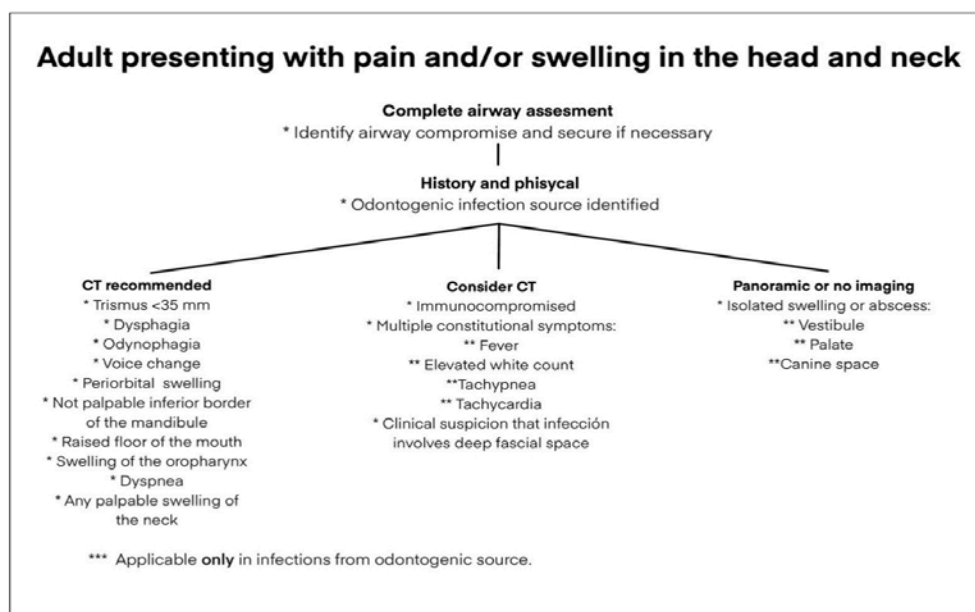 Adult presenting with pain and/or swelling in the head and neck
Complete airway assesment
* Identify airway compromise and secure if necessary
History and phisycal
* Odontogenic infection source identified
CT recommended
* Trismus <35 mm
* Dysphagia
* Odynophagia
* Voice change
* Periorbital swelling
* Not palpable inferior border
of the mandibule
* Raised floor of the mouth
* Swelling of the oropharynx
* Dyspnea
* Any palpable swelling of
the neck
Consider CT
* Immunocompromised
* Multiple constitutional symptoms:
** Fever
** Elevated white count
**Tachypnea
** Tachycardia
* Clinical suspicion that infección
involves deep fascial space
Panoramic or no imaging
* Isolated swelling or abscess:
** Vestibule
** Palate
**Canine space
*** Applicable only in infections from odontogenic source.